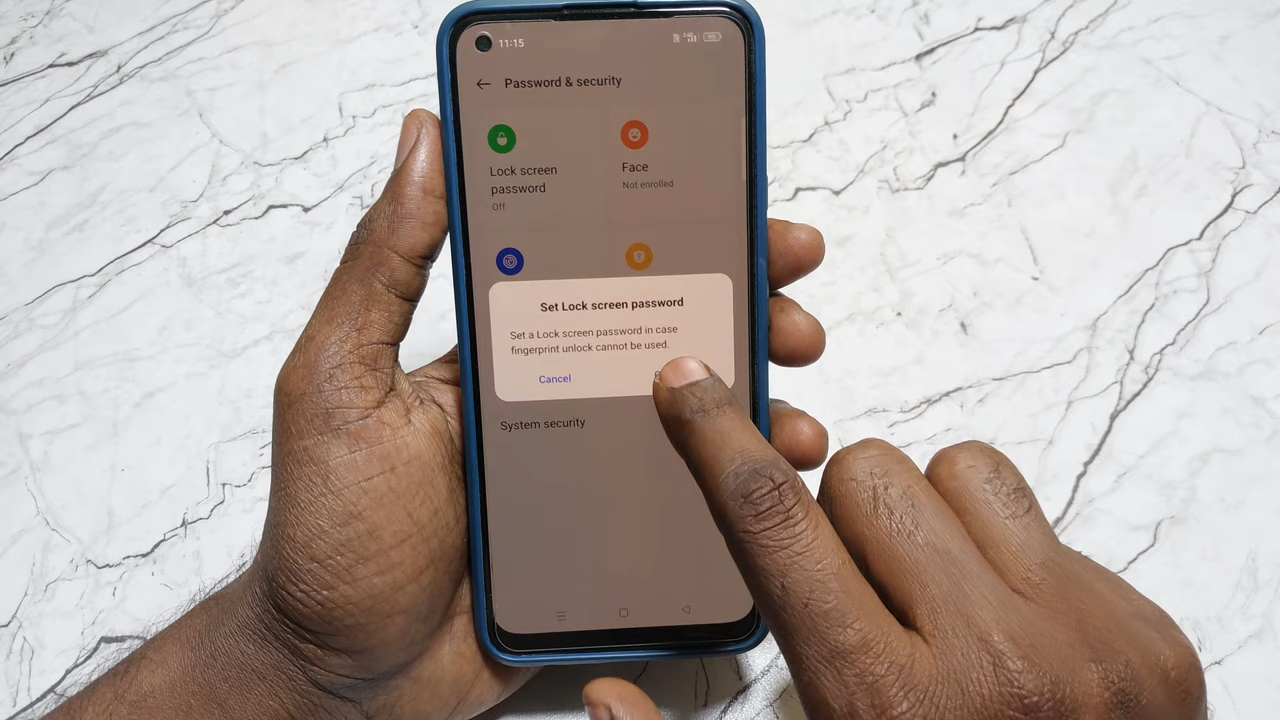 11:15
Password & security
Lock screen
password
Off
Face
Not enrolled
Set Lock screen password
Set a Lock screen password in case
fingerprint unlock cannot be used.
Cancel
System security